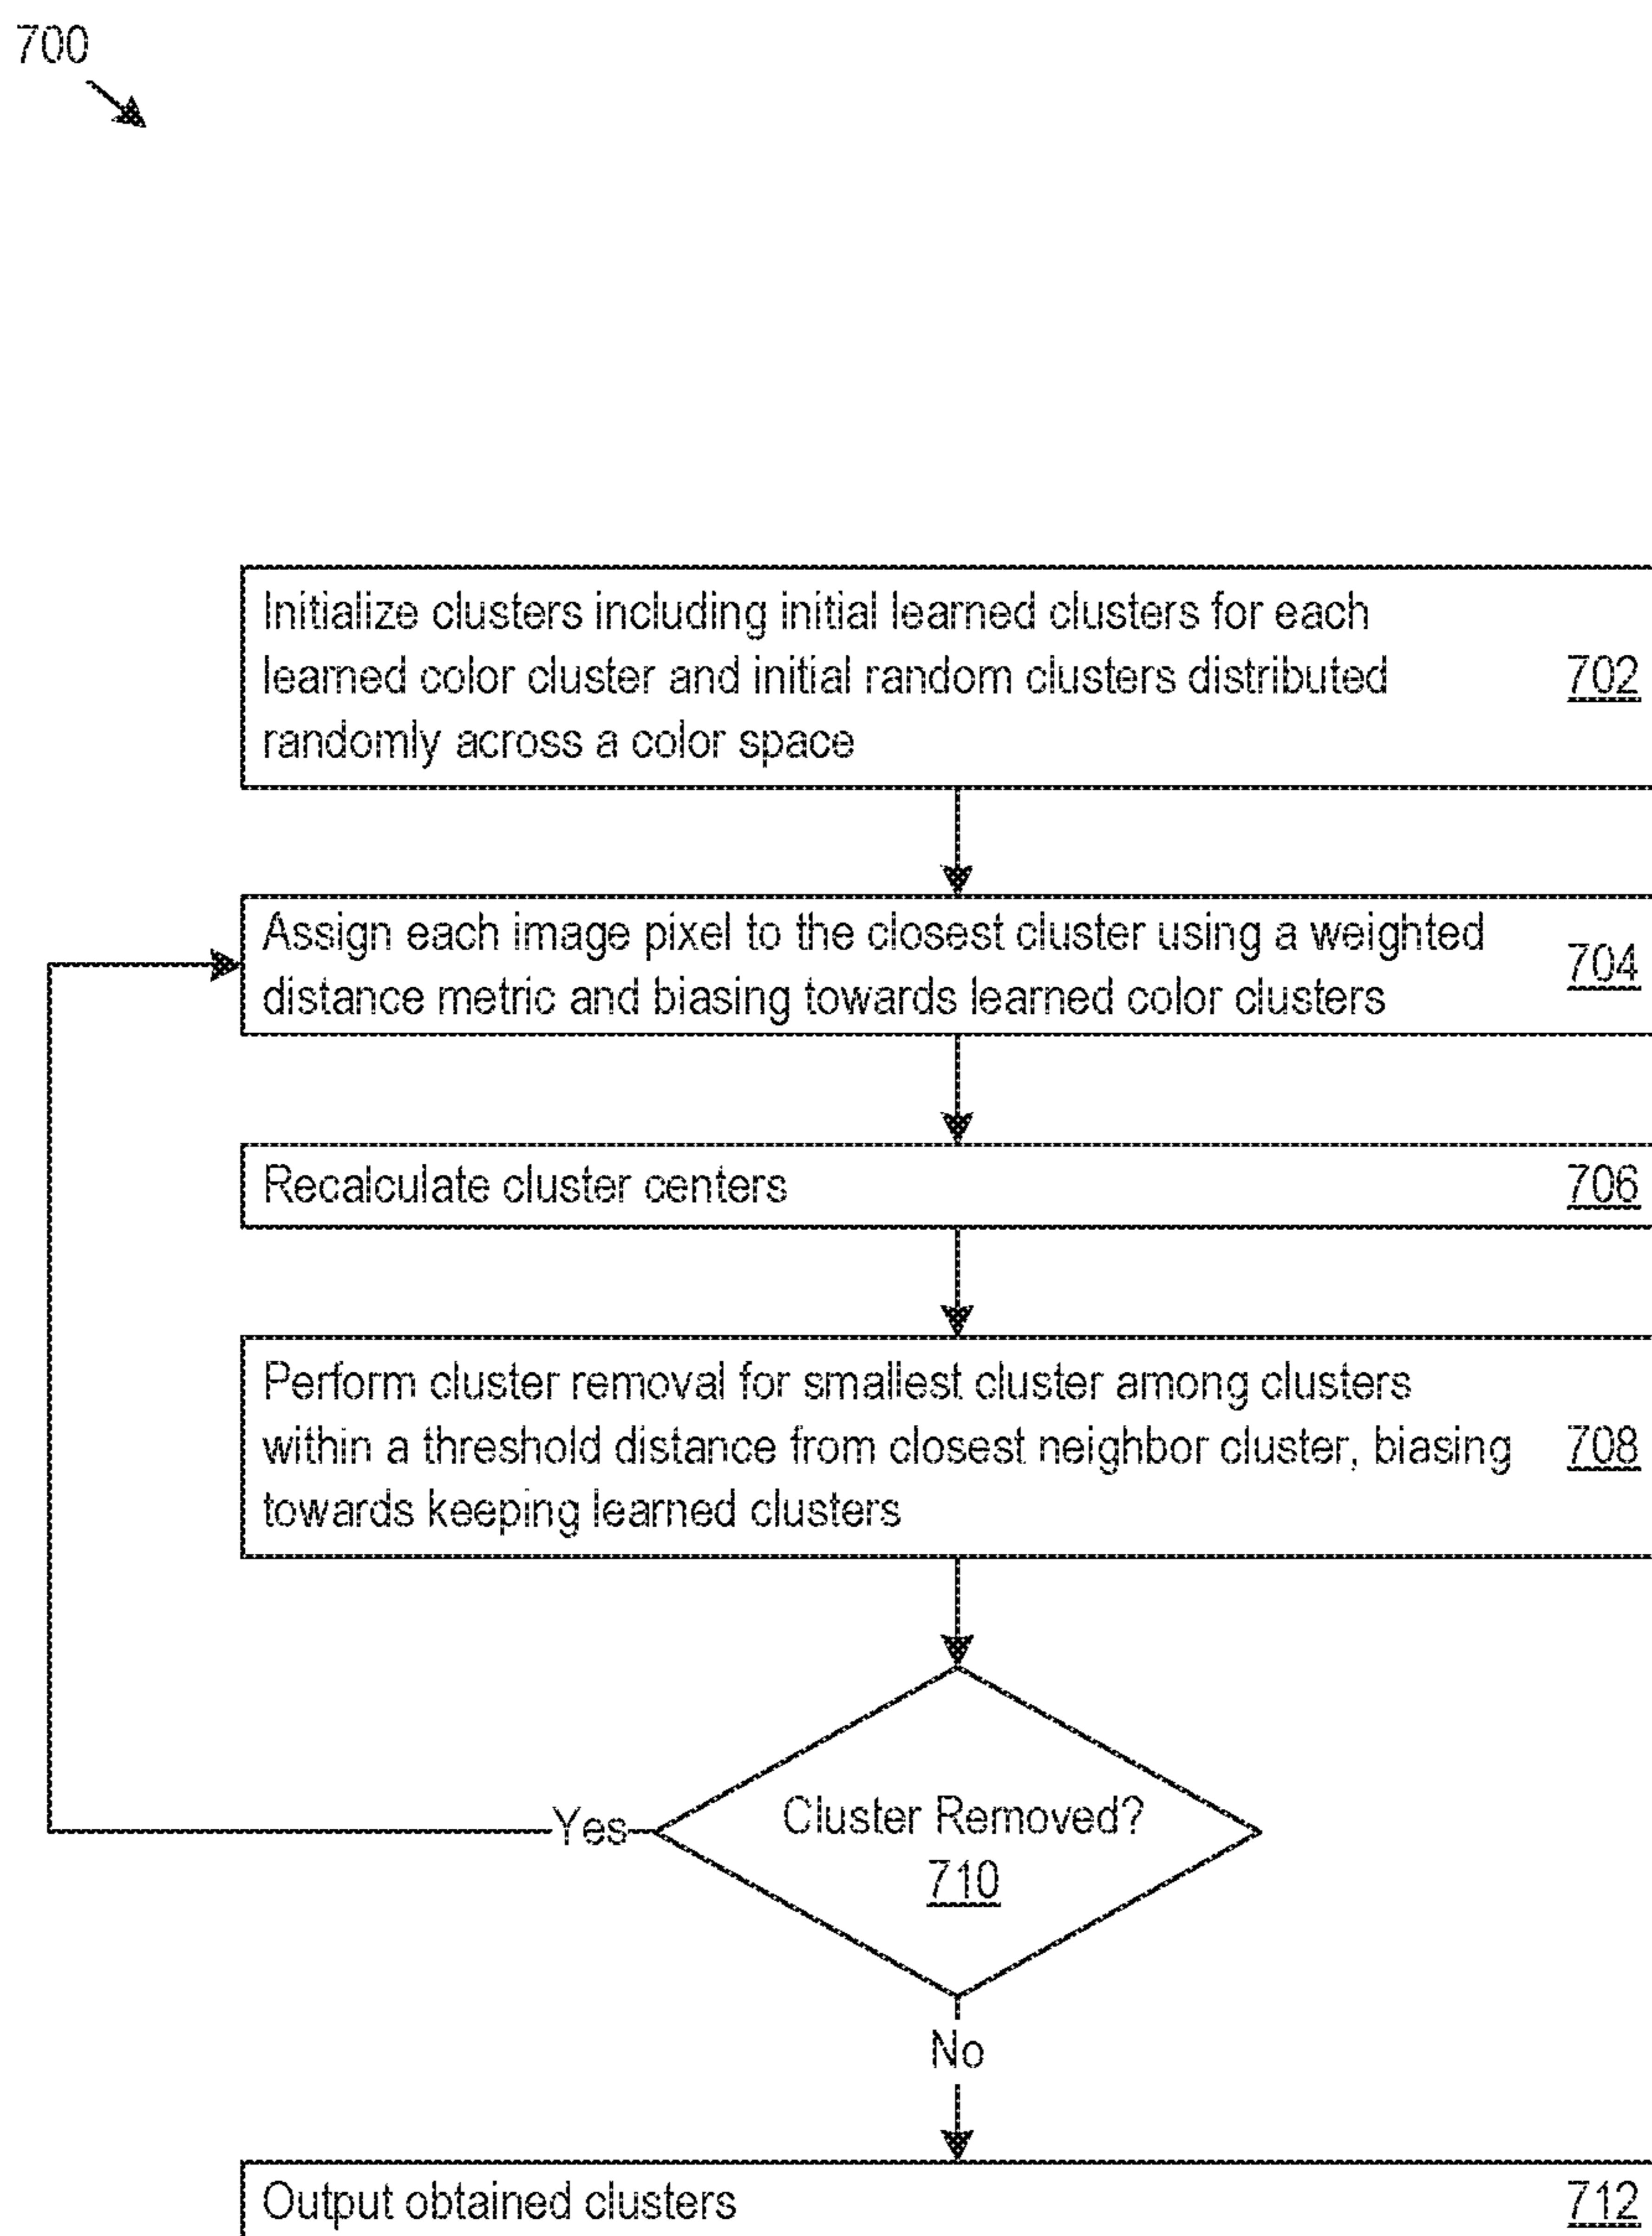 700
Initialize clusters including initial learned clusters for each
learned color cluster and initial random clusters distributed
randomly across a color space
702
Assign each image pixel to the closest cluster using a weighted
distance metric and biasing towards learned color clusters
704
Recalculate cluster centers
706
Perform cluster removal for smallest cluster among clusters
within a threshold distance from closest neighbor cluster, biasing
towards keeping learned clusters
708
Cluster Removed?
710
Yes
No
Output obtained clusters
712